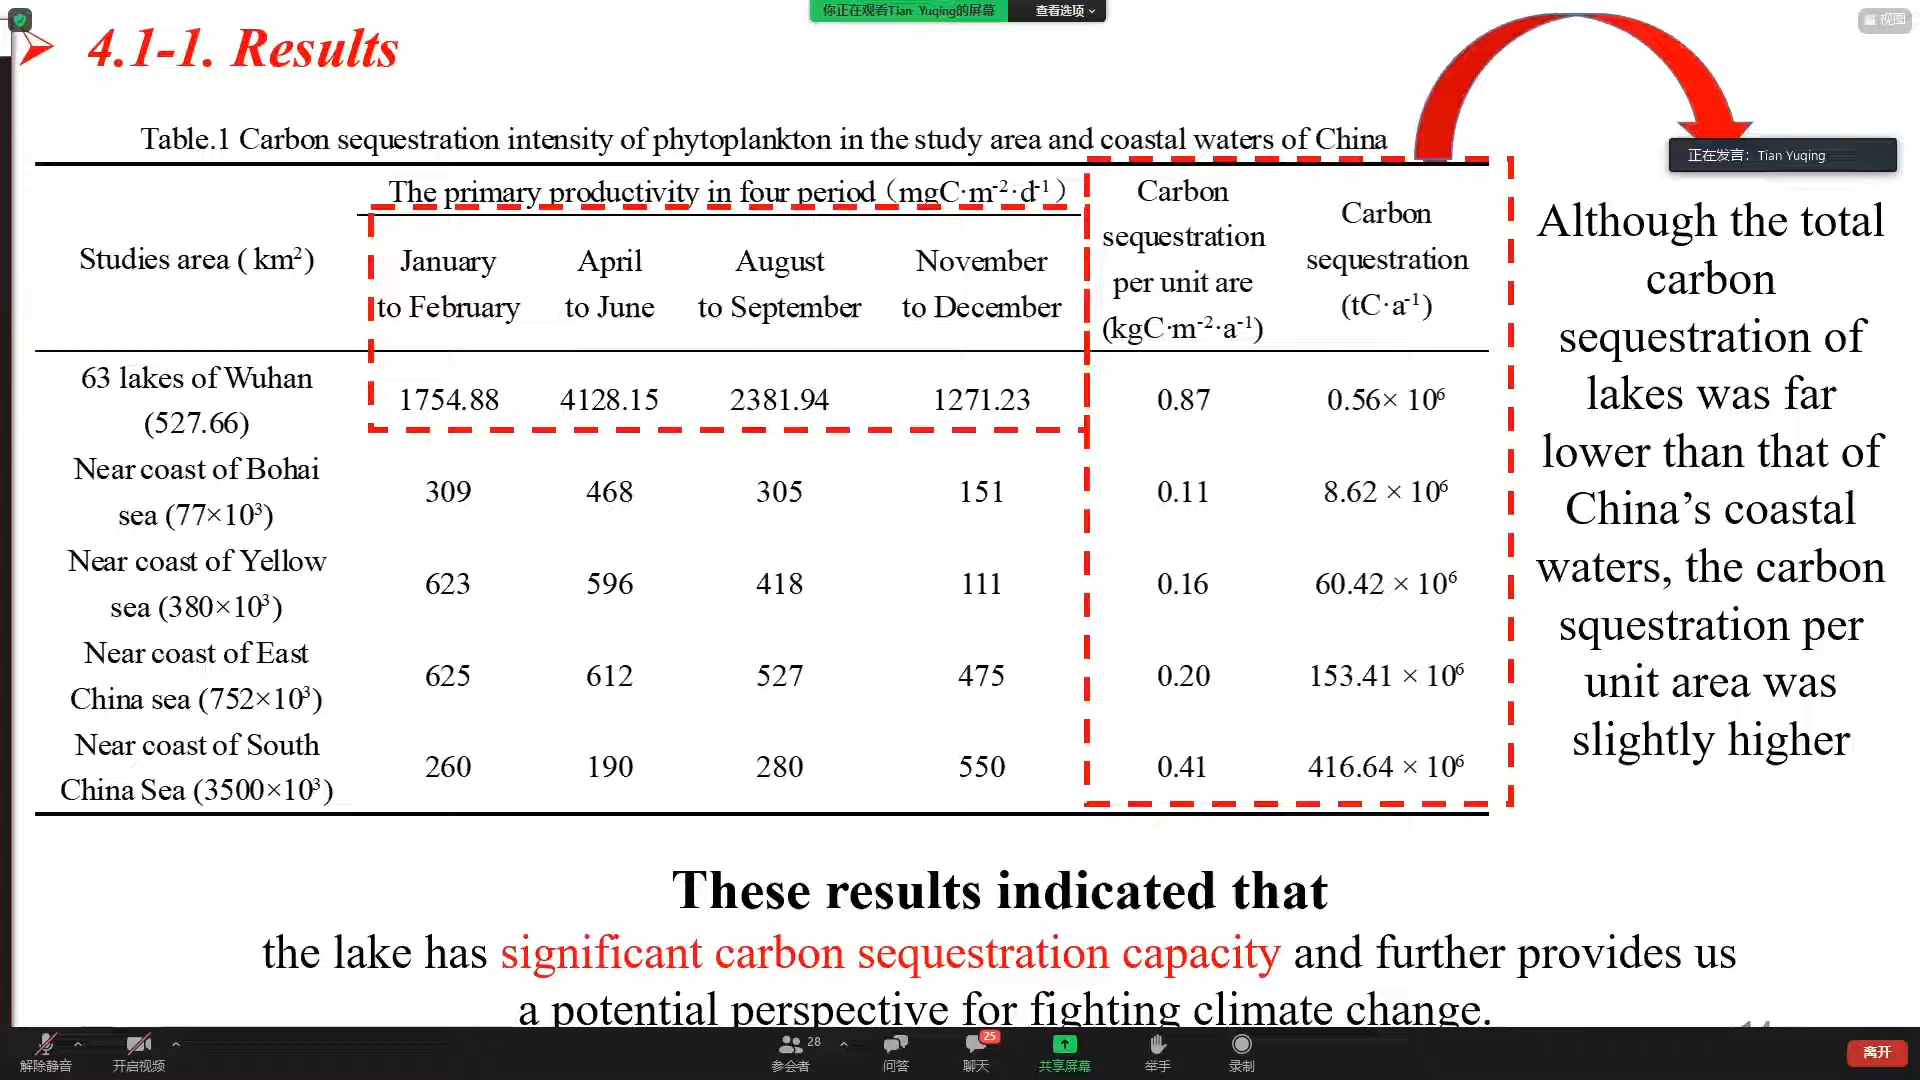 你正在观看Tian Yuqing的屏幕 查看选项
视图
4.1-1. Results
正在发言: Tian Yuqing
Table.1 Carbon sequestration intensity of phytoplankton in the study area and coastal waters of China
Studies area ( km²)
The primary productivity in four period（mgC·m⁻²·d⁻¹）
January
to February
April
to June
August
to September
November
to December
Carbon
sequestration
per unit are
(kgC·m⁻²·a⁻¹)
Carbon
sequestration
(tC·a⁻¹)
63 lakes of Wuhan
(527.66)
1754.88 4128.15 2381.94 1271.23 0.87 0.56× 10⁶
Near coast of Bohai
sea (77×10³)
309 468 305 151 0.11 8.62 × 10⁶
Near coast of Yellow
sea (380×10³)
623 596 418 111 0.16 60.42 × 10⁶
Near coast of East
China sea (752×10³)
625 612 527 475 0.20 153.41 × 10⁶
Near coast of South
China Sea (3500×10³)
260 190 280 550 0.41 416.64 × 10⁶
Although the total
carbon
sequestration of
lakes was far
lower than that of
China’s coastal
waters, the carbon
squestration per
unit area was
slightly higher
These results indicated that
the lake has significant carbon sequestration capacity and further provides us
a potential perspective for fighting climate change.
解除静音 开启视频 参会者 28 问答 聊天 25 共享屏幕 举手 录制 离开